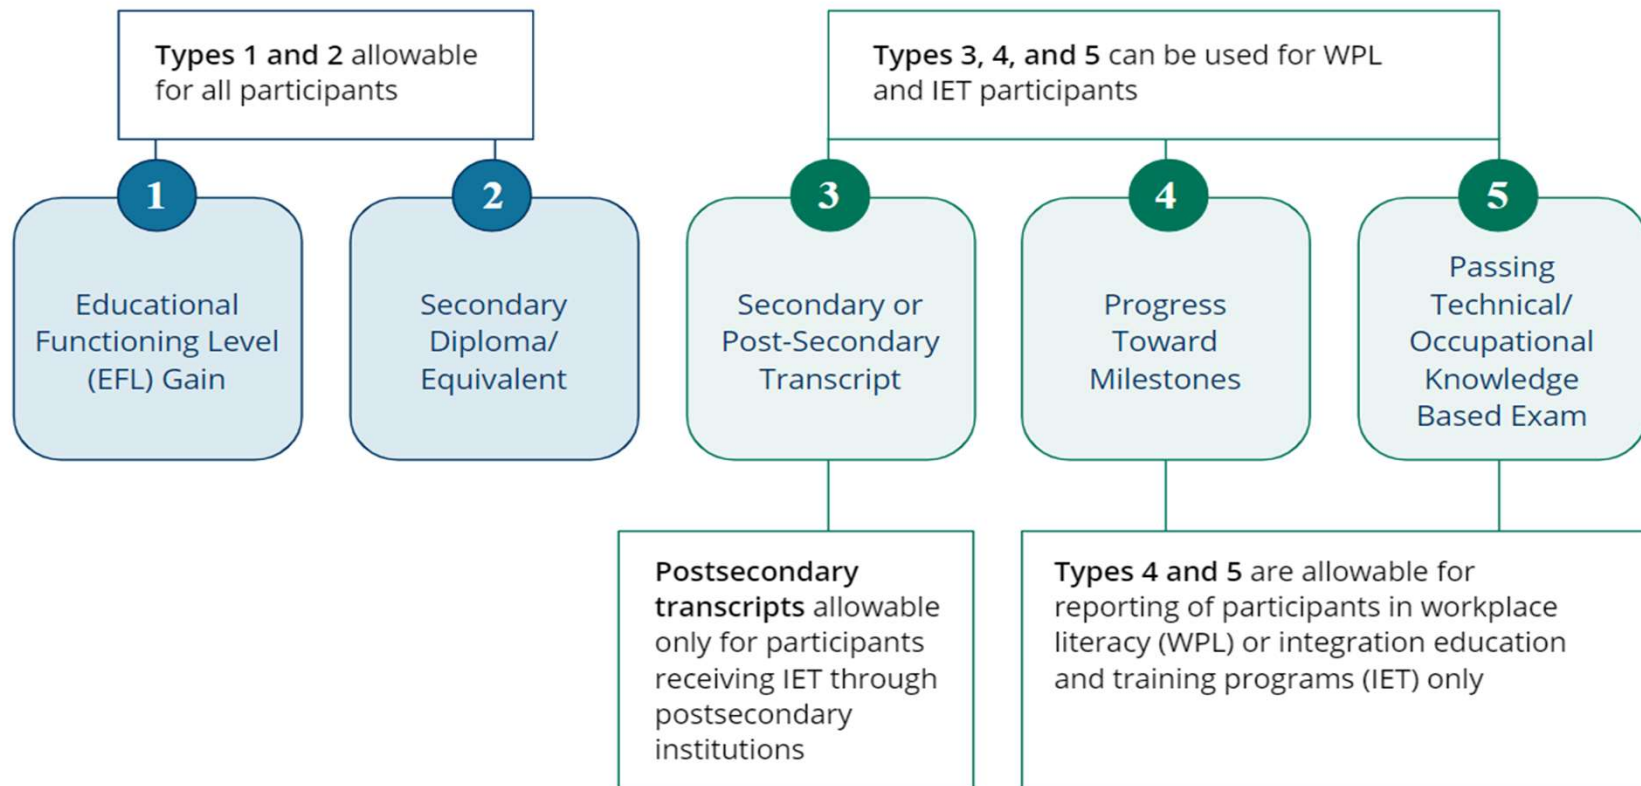 Types 1 and 2 allowable
for all participants
Types 3, 4, and 5 can be used for WPL
and IET participants
1
2
3
4
5
Educational
Functioning Level
(EFL) Gain
Secondary
Diploma/
Equivalent
Secondary or
Post-Secondary
Transcript
Progress
Toward
Milestones
Passing
Technical/
Occupational
Knowledge
Based Exam
Postsecondary
transcripts allowable
only for participants
receiving IET through
postsecondary
institutions
Types 4 and 5 are allowable for
reporting of participants in workplace
literacy (WPL) or integration education
and training programs (IET) only